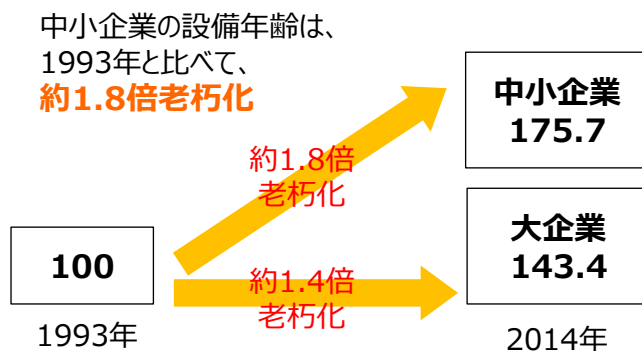 中小企業の設備年齢は、
1993年と比べて、
約1.8倍老朽化
中小企業
175.7
約1.8倍
老朽化
大企業
143.4
100
約1.4倍
老朽化
1993年
2014年